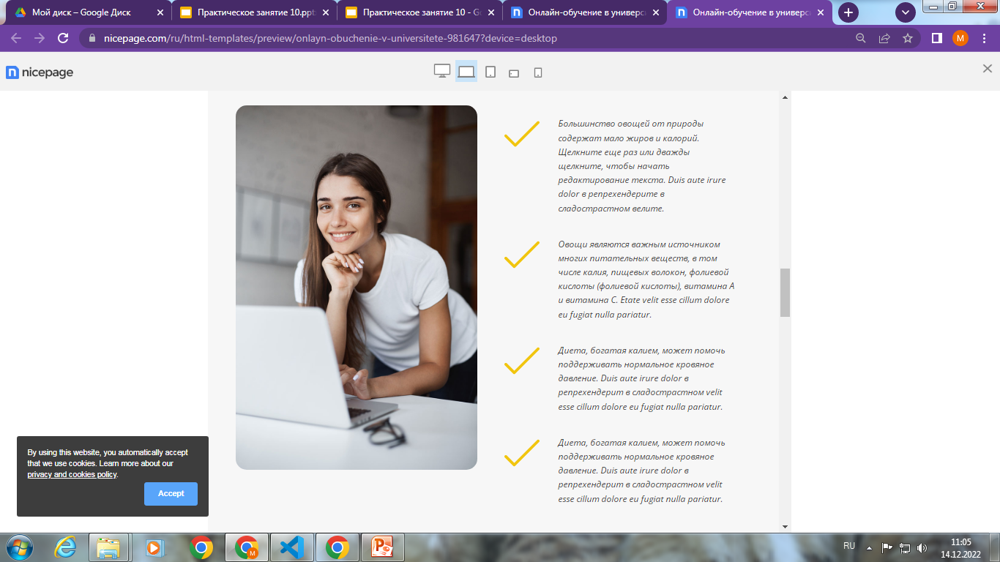 Мой диск – Google Диск
Практическое занятие 10.ppt
Практическое занятие 10 - Go
Онлайн-обучение в универс
Онлайн-обучение в универс
nicepage.com/ru/html-templates/preview/onlayn-obuchenie-v-universitete-981647?device=desktop
M
nicepage
Большинство овощей от природы
содержат мало жиров и калорий.
Щелкните еще раз или дважды
щелкните, чтобы начать
редактирование текста. Duis aute irure
dolor в репрехендерите в
сладострастном велите.
Овощи являются важным источником
многих питательных веществ, в том
числе калия, пищевых волокон, фолиевой
кислоты (фолиевой кислоты), витамина А
и витамина С. Etate velit esse cillum dolore
eu fugiat nulla pariatur.
Диета, богатая калием, может помочь
поддерживать нормальное кровяное
давление. Duis aute irure dolor в
репрехендерит в сладострастном velit
esse cillum dolore eu fugiat nulla pariatur.
Диета, богатая калием, может помочь
поддерживать нормальное кровяное
давление. Duis aute irure dolor в
репрехендерит в сладострастном velit
esse cillum dolore eu fugiat nulla pariatur.
By using this website, you automatically accept
that we use cookies. Learn more about our
privacy and cookies policy.
Accept
RU
11:05
14.12.2022